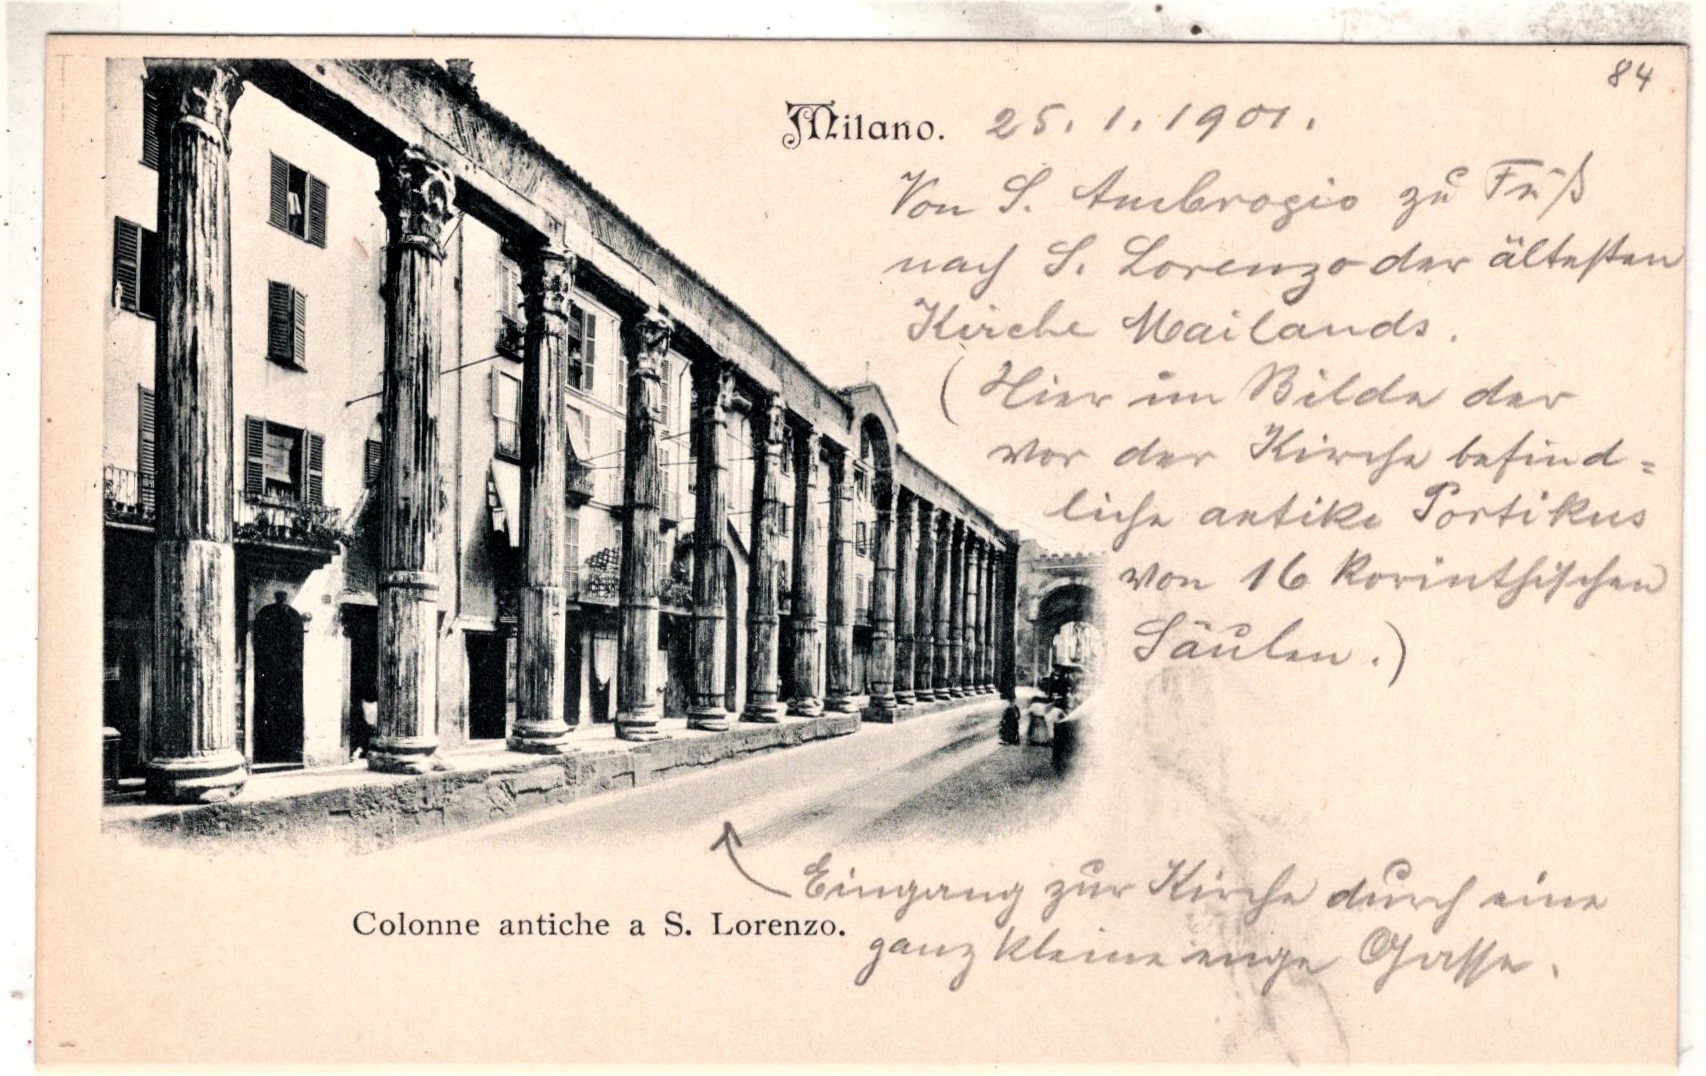 84
Milano. 25. 1. 1901.
Von S. Ambrogio zu Fuß
nach S. Lorenzo der ältesten
Kirche Mailands.
(Hier im Bilde der
vor der Kirche befind=
liche antike Portikus
von 16 korinthischen
Säulen.)
Eingang zur Kirche durch eine
ganz kleine enge Gasse.
Colonne antiche a S. Lorenzo.